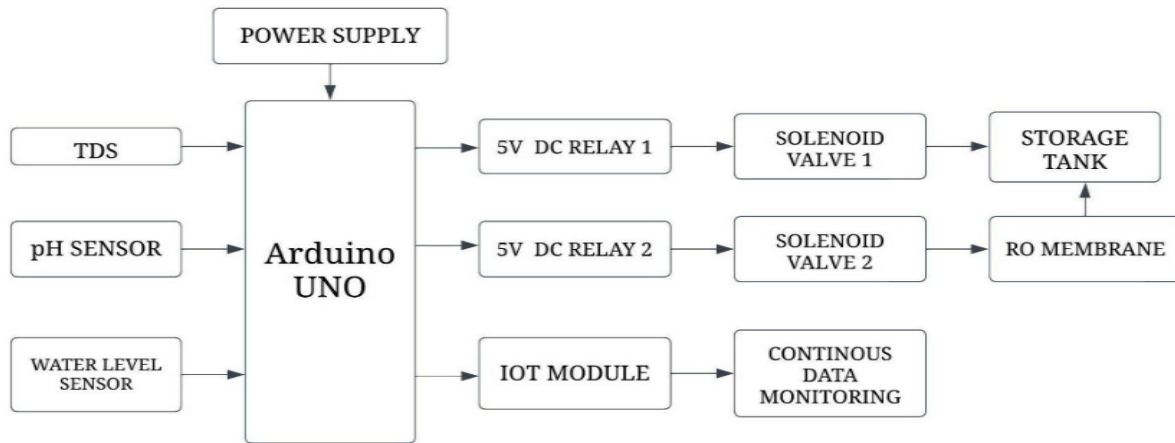 POWER SUPPLY
TDS
pH SENSOR
WATER LEVEL
SENSOR
Arduino
UNO
5V DC RELAY 1
SOLENOID
VALVE 1
STORAGE
TANK
5V DC RELAY 2
SOLENOID
VALVE 2
RO MEMBRANE
IOT MODULE
CONTINOUS
DATA
MONITORING